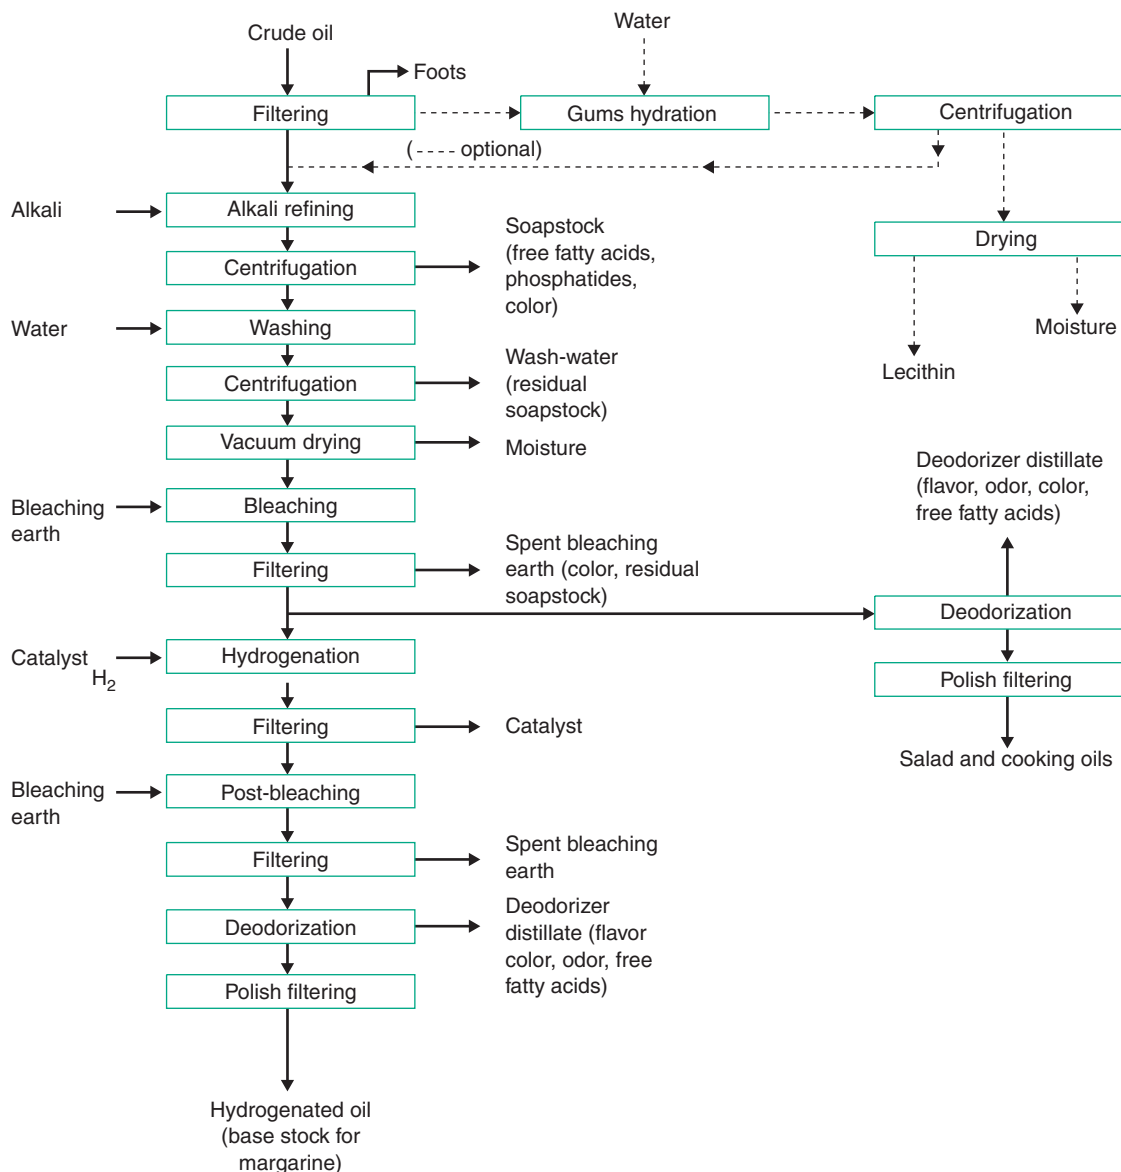 Water
Crude oil
Foots
Filtering
Gums hydration
Centrifugation
(---- optional)
Alkali
Alkali refining
Soapstock
(free fatty acids,
phosphatides,
color)
Drying
Centrifugation
Water
Washing
Moisture
Wash-water
(residual
soapstock)
Lecithin
Centrifugation
Vacuum drying
Moisture
Deodorizer distillate
(flavor, odor, color,
free fatty acids)
Bleaching
earth
Bleaching
Spent bleaching
earth (color, residual
soapstock)
Filtering
Deodorization
Catalyst
H2
Hydrogenation
Polish filtering
Filtering
Catalyst
Salad and cooking oils
Bleaching
earth
Post-bleaching
Filtering
Spent bleaching
earth
Deodorization
Deodorizer
distillate (flavor
color, odor, free
fatty acids)
Polish filtering
Hydrogenated oil
(base stock for
margarine)